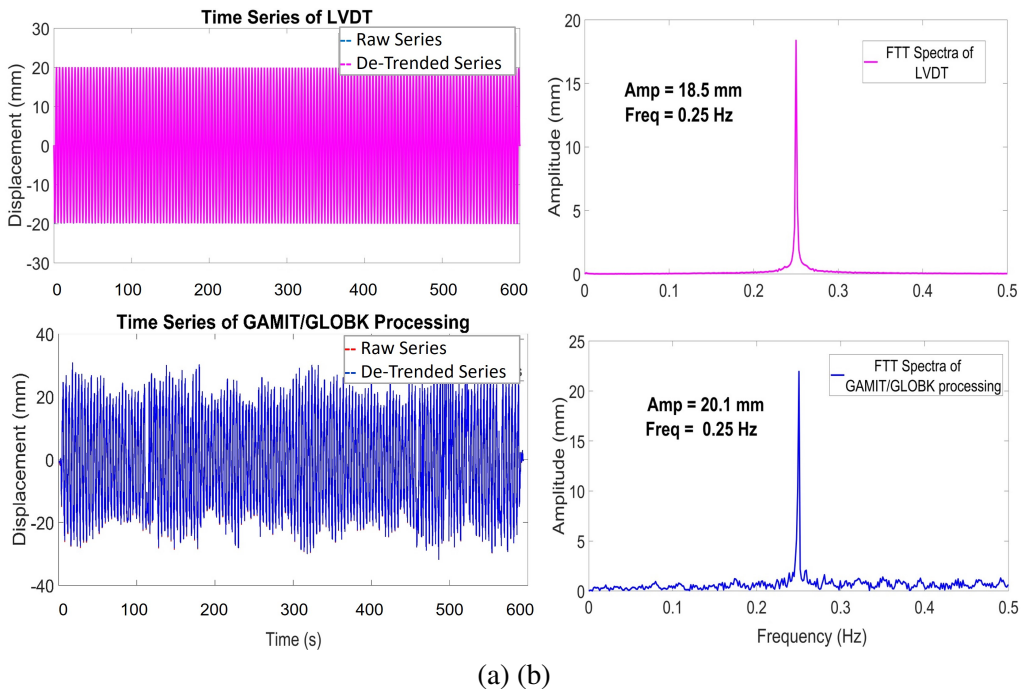 Time Series of LVDT
Raw Series
De-Trended Series
Displacement (mm)
30
20
10
0
-10
-20
-30
0 100 200 300 400 500 600
FTT Spectra of
LVDT
Amp = 18.5 mm
Freq = 0.25 Hz
Amplitude (mm)
20
15
10
5
0
0 0.1 0.2 0.3 0.4 0.5
Time Series of GAMIT/GLOBK Processing
Raw Series
De-Trended Series
Displacement (mm)
40
20
0
-20
-40
0 100 200 300 400 500 600
Time (s)
FTT Spectra of
GAMIT/GLOBK processing
Amp = 20.1 mm
Freq = 0.25 Hz
Amplitude (mm)
25
20
15
10
5
0
0 0.1 0.2 0.3 0.4 0.5
Frequency (Hz)
(a) (b)